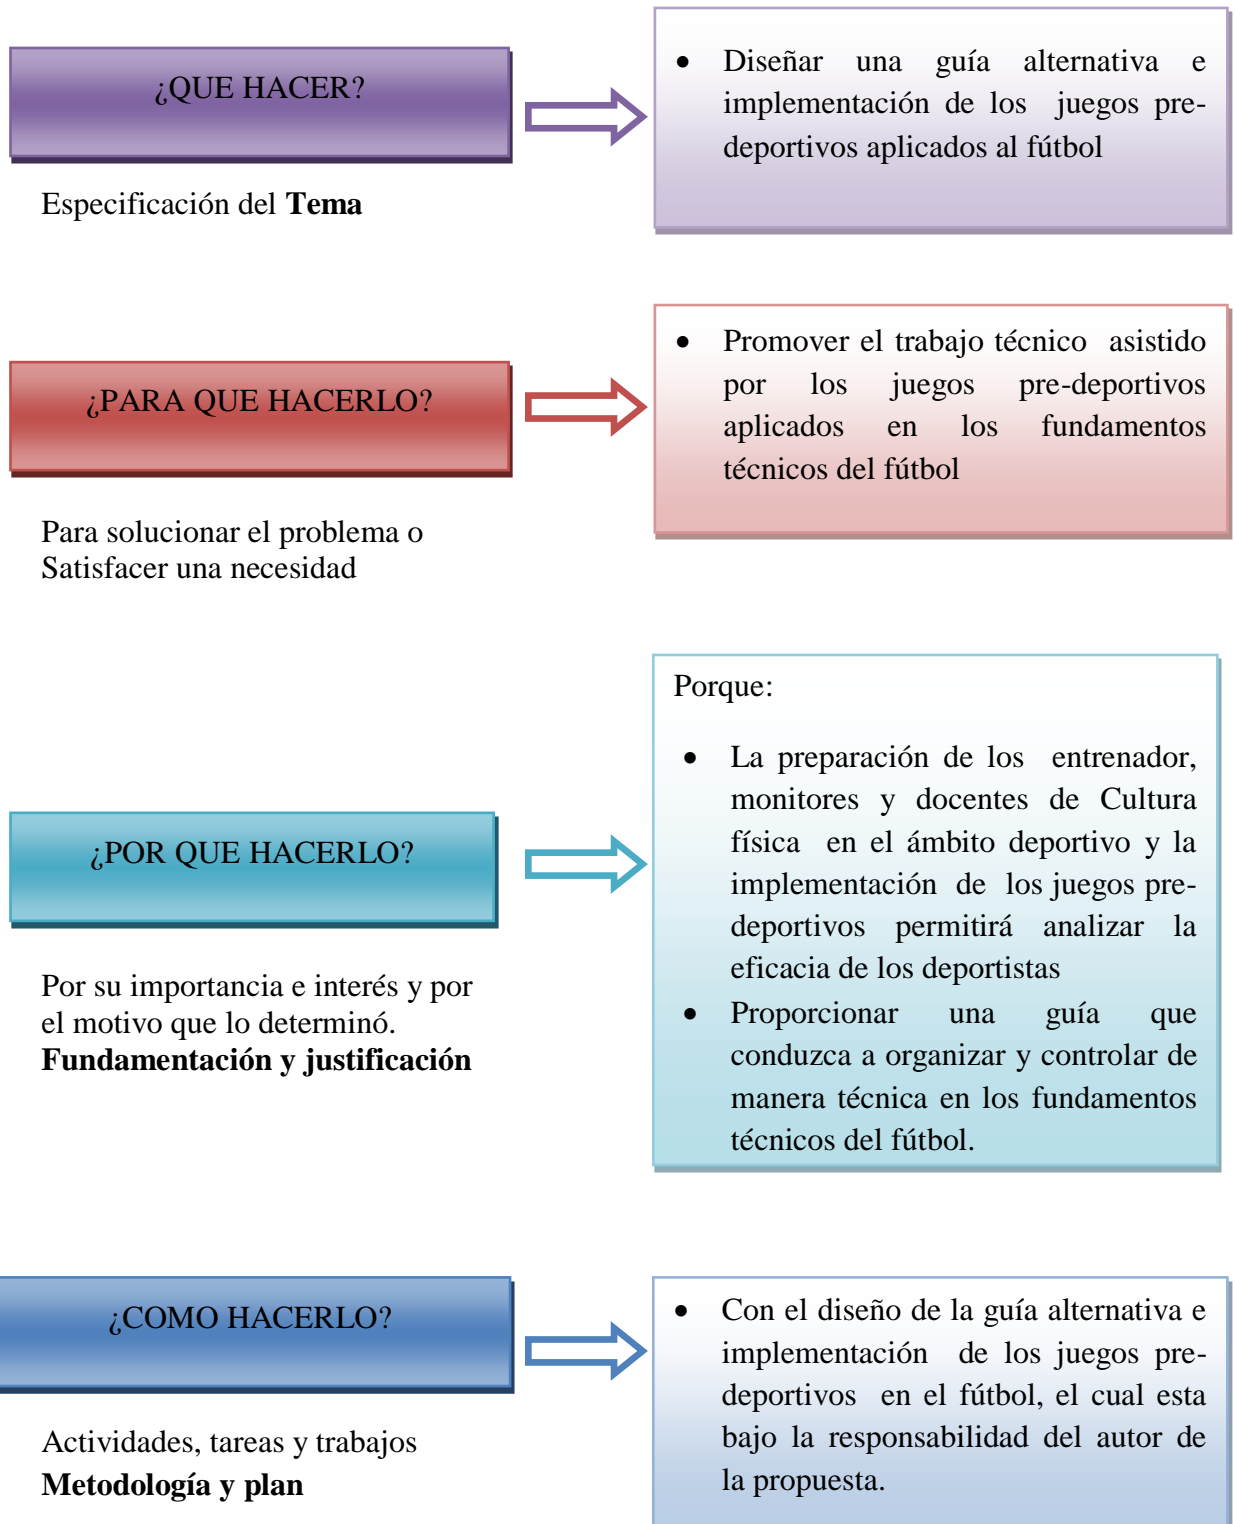 ¿QUE HACER?
Especificación del Tema
• Diseñar una guía alternativa e
implementación de los juegos pre-
deportivos aplicados al fútbol
¿PARA QUE HACERLO?
Para solucionar el problema o
Satisfacer una necesidad
• Promover el trabajo técnico asistido
por los juegos pre-deportivos
aplicados en los fundamentos
técnicos del fútbol
¿POR QUE HACERLO?
Por su importancia e interés y por
el motivo que lo determinó.
Fundamentación y justificación
Porque:
• La preparación de los entrenador,
monitores y docentes de Cultura
física en el ámbito deportivo y la
implementación de los juegos pre-
deportivos permitirá analizar la
eficacia de los deportistas
• Proporcionar una guía que
conduzca a organizar y controlar de
manera técnica en los fundamentos
técnicos del fútbol.
¿COMO HACERLO?
Actividades, tareas y trabajos
Metodología y plan
• Con el diseño de la guía alternativa e
implementación de los juegos pre-
deportivos en el fútbol, el cual esta
bajo la responsabilidad del autor de
la propuesta.